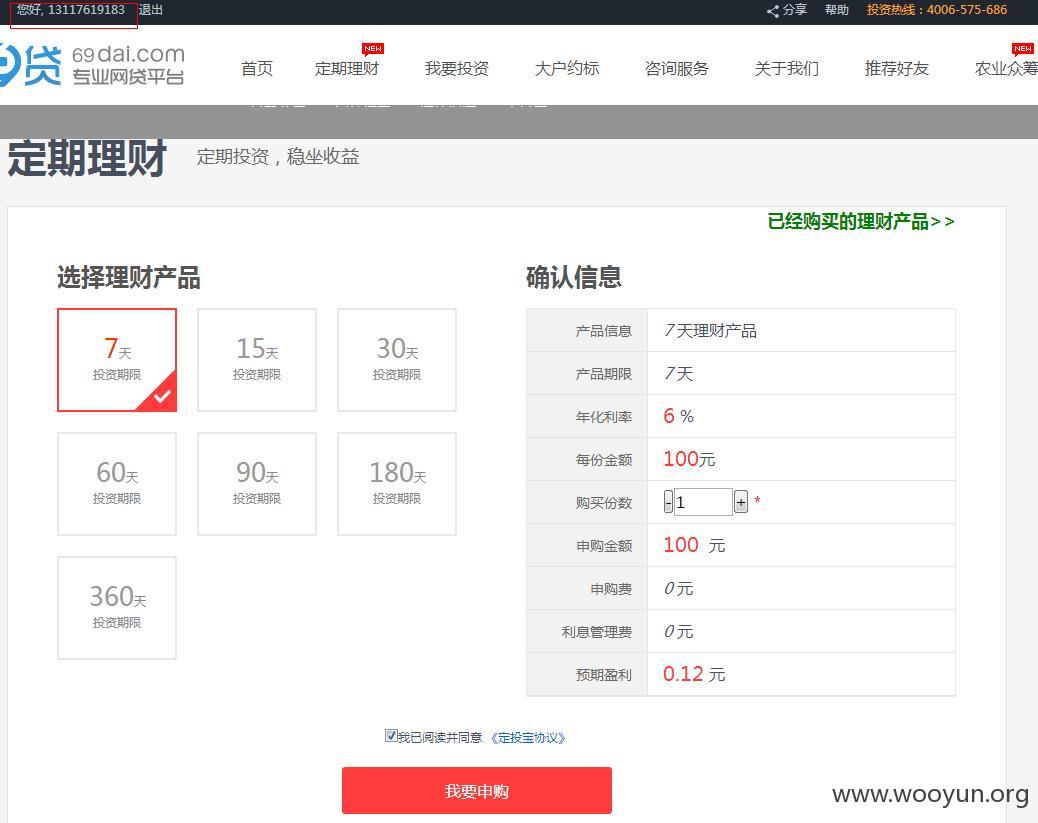 您好, 13117619183 退出 分享 帮助 投资热线：4006-575-686
贷 69dai.com
专业网贷平台
首页 定期理财 NEW 我要投资 大户约标 咨询服务 关于我们 推荐好友 农业众筹 NEW
定期理财 定期投资，稳坐收益
已经购买的理财产品>>
选择理财产品
7天
投资期限
15天
投资期限
30天
投资期限
60天
投资期限
90天
投资期限
180天
投资期限
360天
投资期限
确认信息
产品信息 7天理财产品
产品期限 7天
年化利率 6 %
每份金额 100元
购买份数 - 1 + *
申购金额 100 元
申购费 0元
利息管理费 0元
预期盈利 0.12 元
我已阅读并同意 《定投宝协议》
我要申购
www.wooyun.org